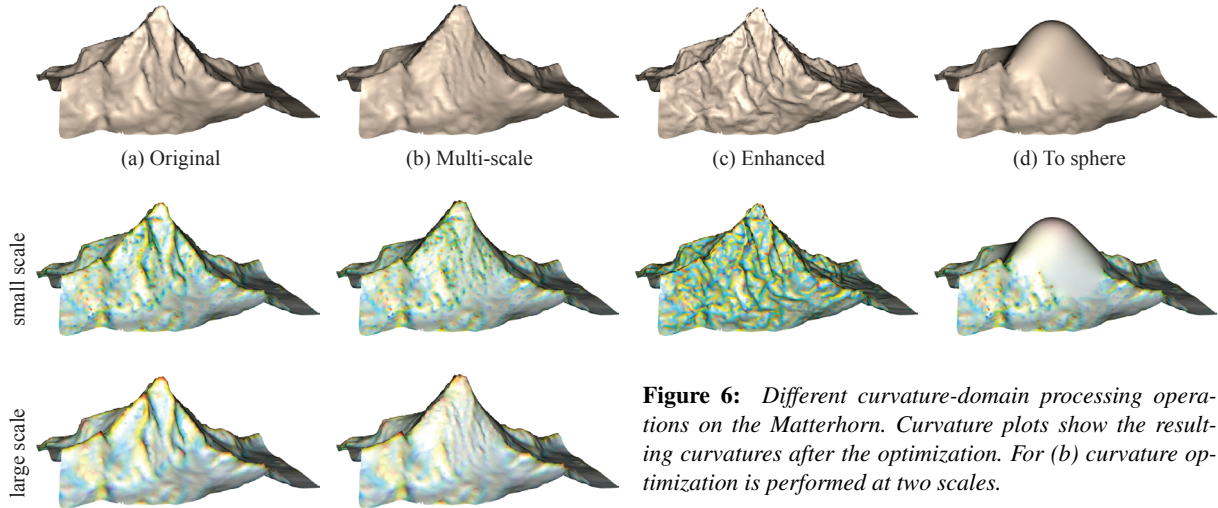 (a) Original
(b) Multi-scale
(c) Enhanced
(d) To sphere
small scale
large scale
Figure 6: Different curvature-domain processing opera-
tions on the Matterhorn. Curvature plots show the result-
ing curvatures after the optimization. For (b) curvature op-
timization is performed at two scales.